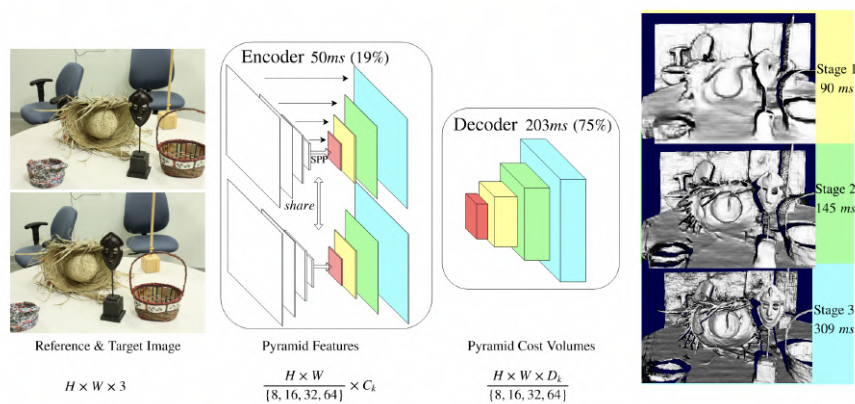 Encoder 50ms (19%)
SPP
share
Decoder 203ms (75%)
Stage 1
90 ms
Stage 2
145 ms
Stage 3
309 ms
Reference & Target Image
Pyramid Features
Pyramid Cost Volumes
H × W × 3
H × W
{8, 16, 32, 64}
× C_k
H × W × D_k
{8, 16, 32, 64}